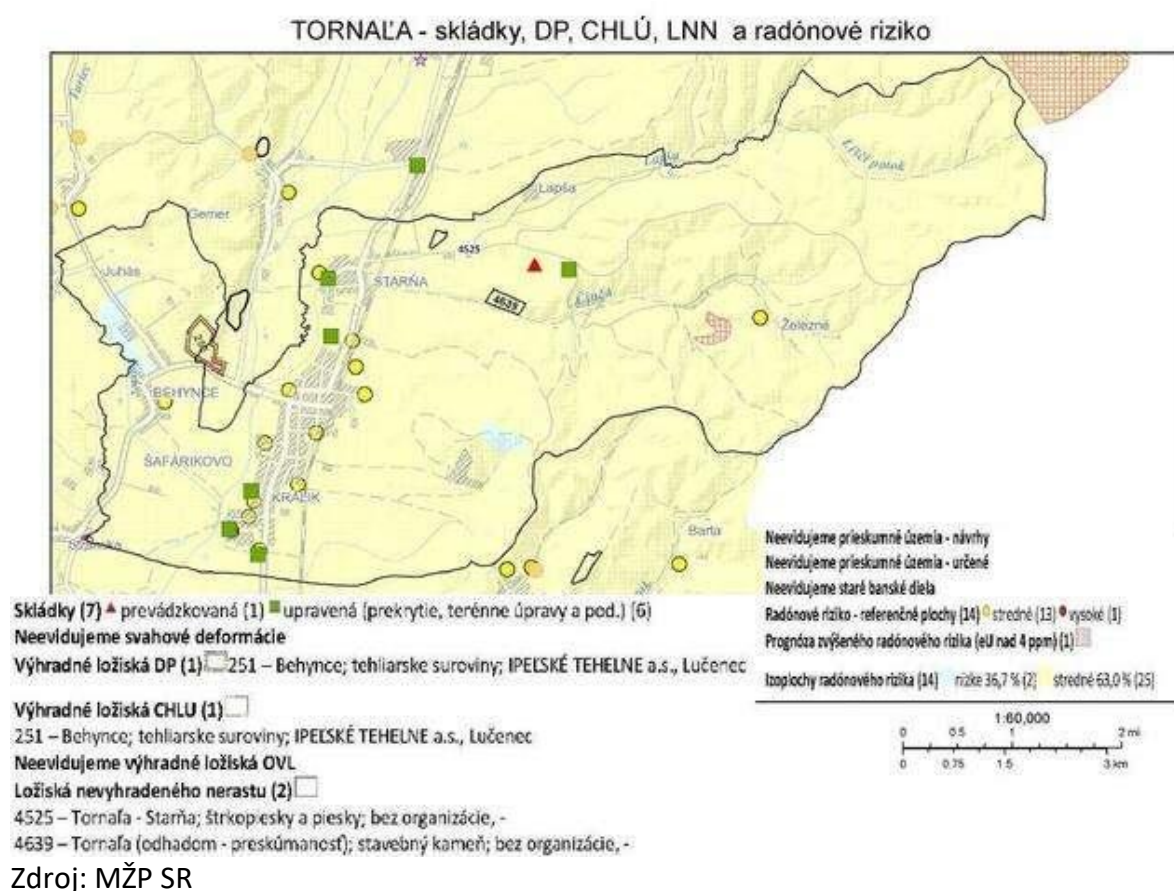 TORNAĽA - skládky, DP, CHLÚ, LNN a radónové riziko
Turiec
Gemer
Lapša
Lapša
Juhás
4525
STARŇA
4639
Železné
BEHYNCE
ŠAFÁRIKOVO
KRÁLIK
Barta
Skládky (7) prevádzkovaná (1) upravená (prekrytie, terénne úpravy a pod.) (6)
Neevidujeme svahové deformácie
Výhradné ložiská DP (1) 251 – Behynce; tehliarske suroviny; IPEĽSKÉ TEHELNE a.s., Lučenec
Výhradné ložiská CHLU (1)
251 – Behynce; tehliarske suroviny; IPEĽSKÉ TEHELNE a.s., Lučenec
Neevidujeme výhradné ložiská OVL
Ložiská nevyhradeného nerastu (2)
4525 – Tornaľa - Starňa; štrkopiesky a piesky; bez organizácie, -
4639 – Tornaľa (odhadom - preskúmanosť); stavebný kameň; bez organizácie, -
Neevidujeme prieskumné územia - návrhy
Neevidujeme prieskumné územia - určené
Neevidujeme staré banské diela
Radónové riziko - referenčné plochy (14) stredné (13) vysoké (1)
Prognóza zvýšeného radónového rizika (eU nad 4 ppm) (1)
Izoplochy radónového rizika (14) nízke 36,7 % (2) stredné 63,0 % (25)
1:60,000
0 0.5 1 2 mi
0 0.75 1.5 3 km
Zdroj: MŽP SR